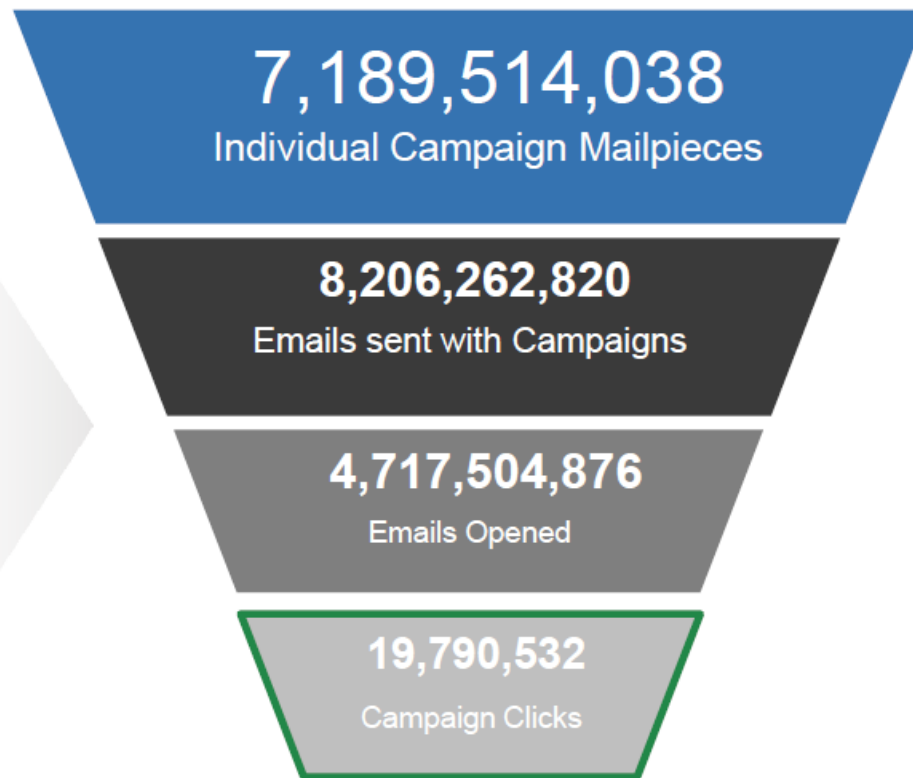 7,189,514,038
Individual Campaign Mailpieces
8,206,262,820
Emails sent with Campaigns
4,717,504,876
Emails Opened
19,790,532
Campaign Clicks